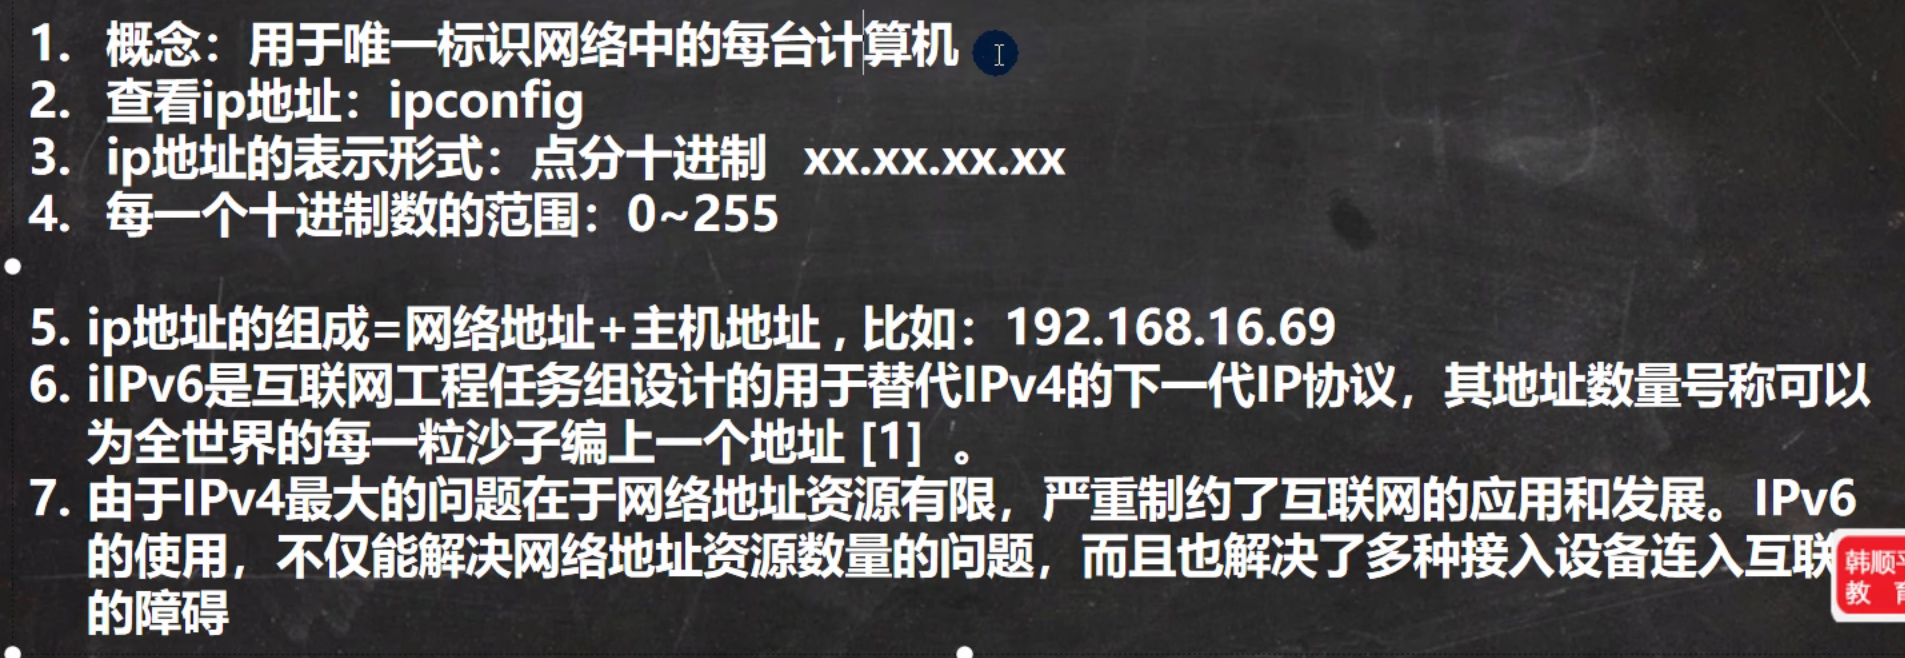 1. 概念：用于唯一标识网络中的每台计算机
2. 查看ip地址：ipconfig
3. ip地址的表示形式：点分十进制 xx.xx.xx.xx
4. 每一个十进制数的范围：0~255
5. ip地址的组成=网络地址+主机地址，比如：192.168.16.69
6. iIPv6是互联网工程任务组设计的用于替代IPv4的下一代IP协议，其地址数量号称可以
为全世界的每一粒沙子编上一个地址 [1] 。
7. 由于IPv4最大的问题在于网络地址资源有限，严重制约了互联网的应用和发展。IPv6
的使用，不仅能解决网络地址资源数量的问题，而且也解决了多种接入设备连入互联
的障碍
韩顺平
教育